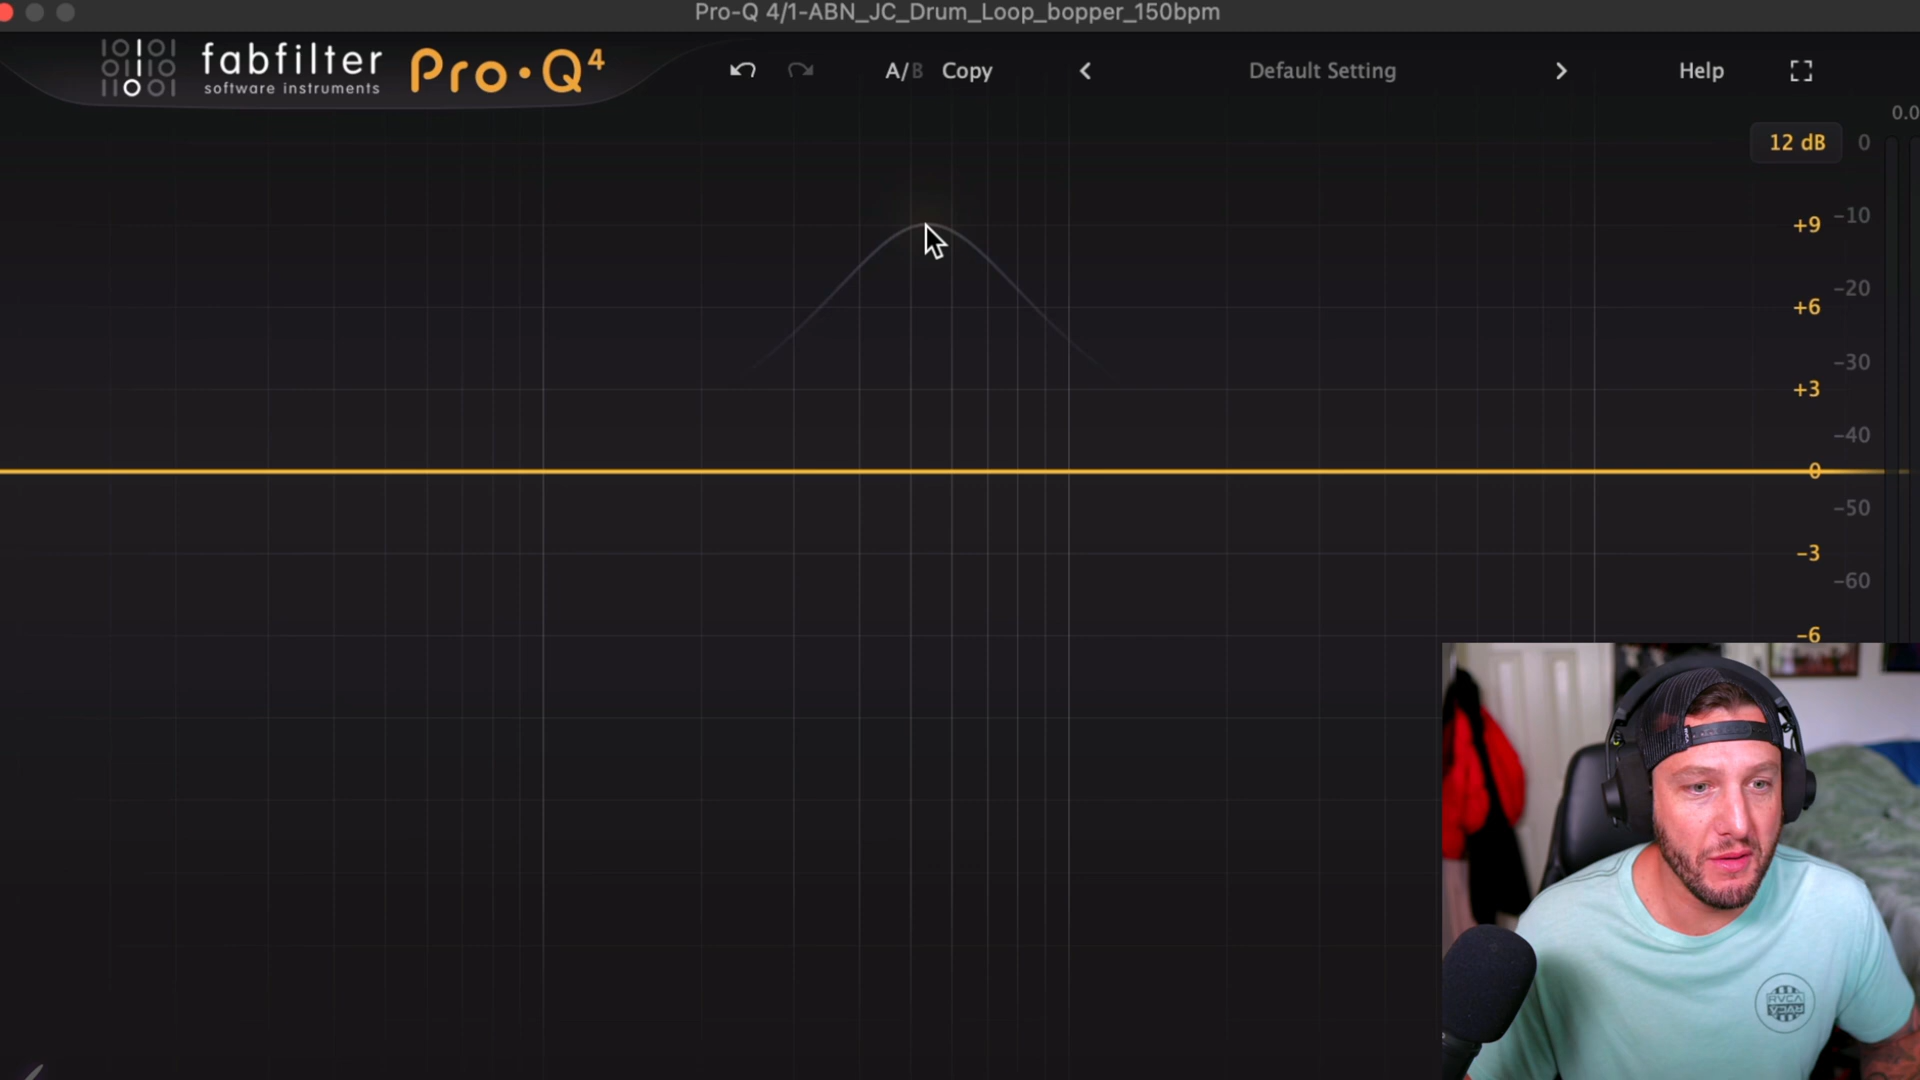 Pro-Q 4/1-ABN_JC_Drum_Loop_bopper_150bpm
fabfilter
software instruments
Pro·Q4
A/B
Copy
Default Setting
Help
0.0
12 dB
0
+9
-10
+6
-20
-30
+3
-40
0
-50
-3
-60
-6
RVCA